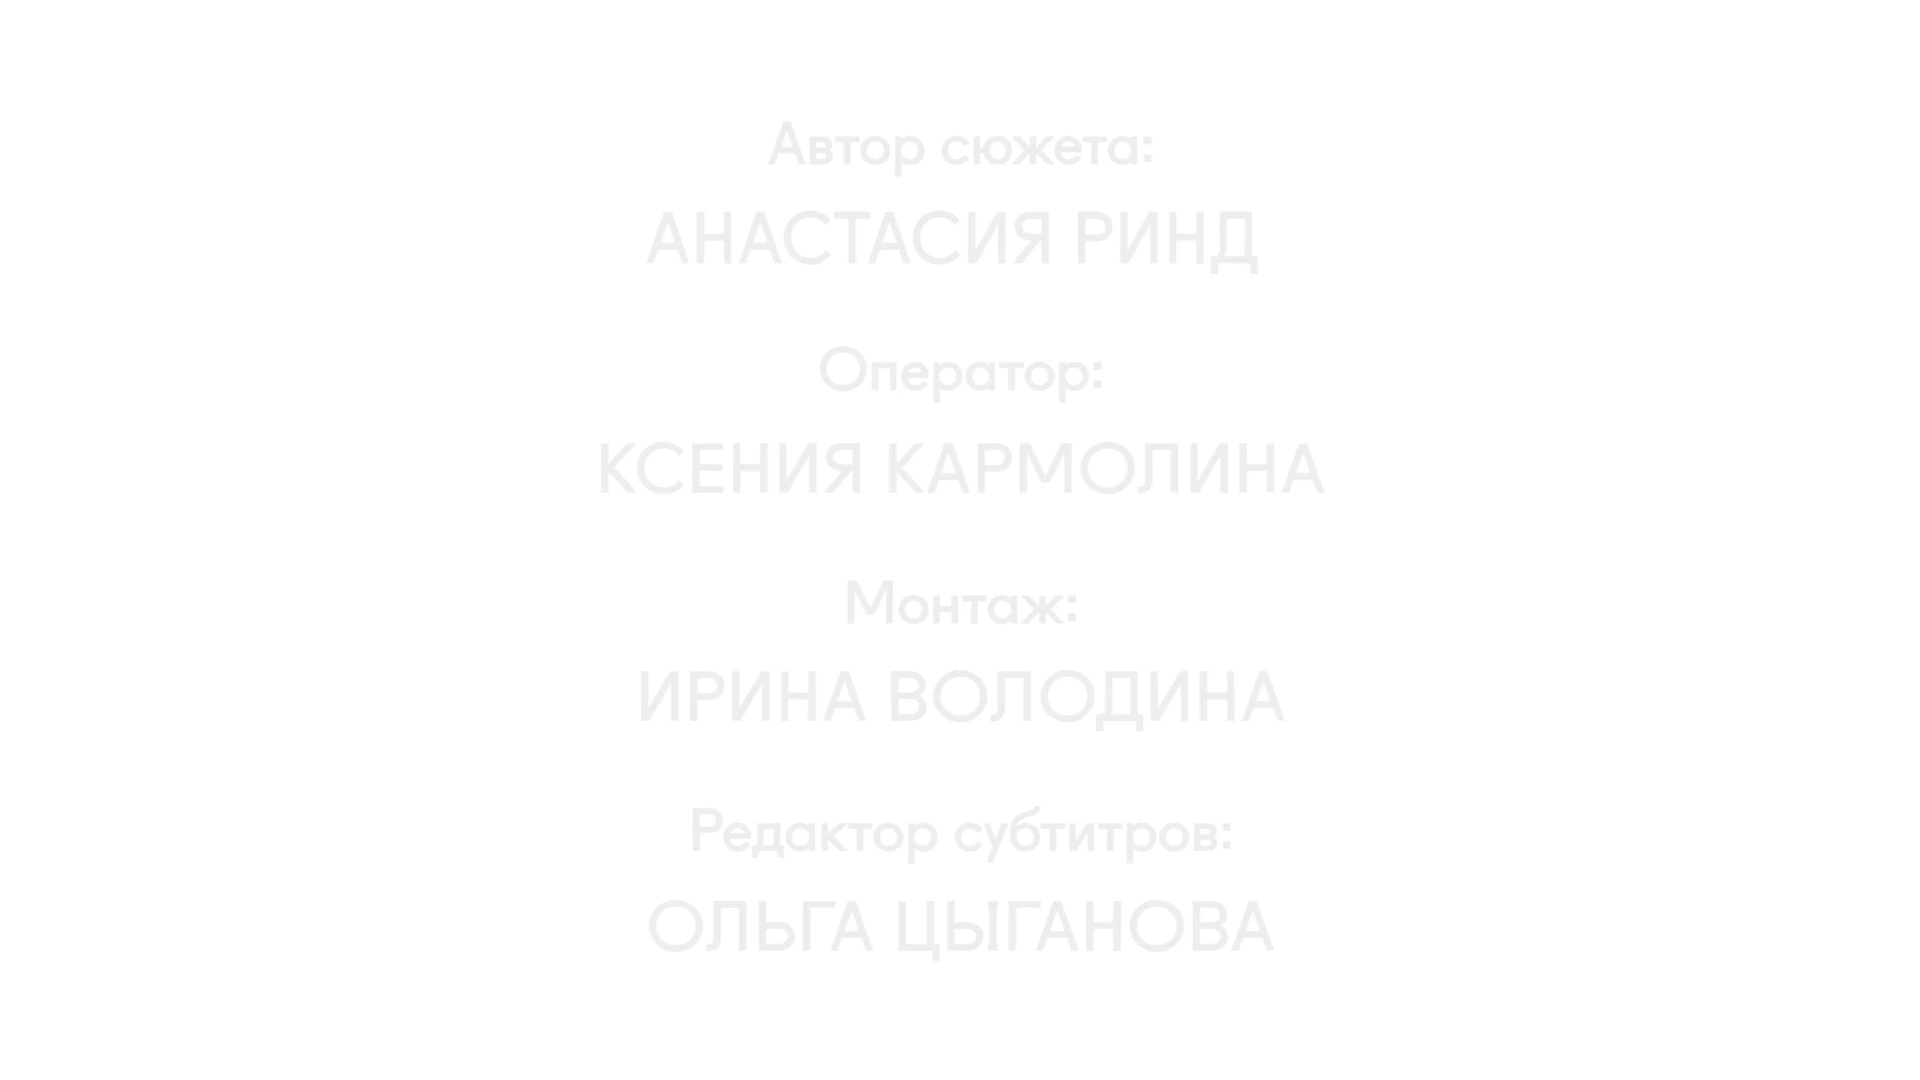 Автор сюжета:
АНАСТАСИЯ РИНД
Оператор:
КСЕНИЯ КАРМОЛИНА
Монтаж:
ИРИНА ВОЛОДИНА
Редактор субтитров:
ОЛЬГА ЦЫГАНОВА